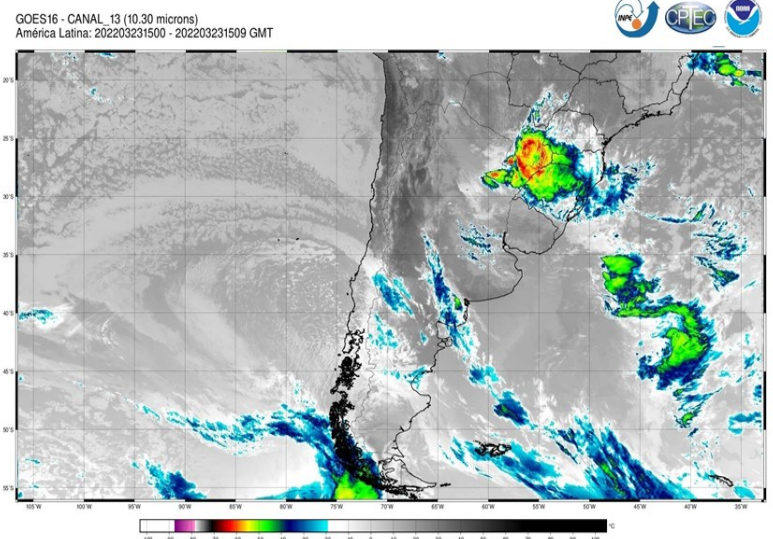 GOES16 - CANAL_13 (10.30 microns)
América Latina: 202203231500 - 202203231509 GMT
INPE CPTEC noaa
20°S
25°S
30°S
35°S
40°S
45°S
50°S
55°S
105°W 100°W 95°W 90°W 85°W 80°W 75°W 70°W 65°W 60°W 55°W 50°W 45°W 40°W 35°W
°C